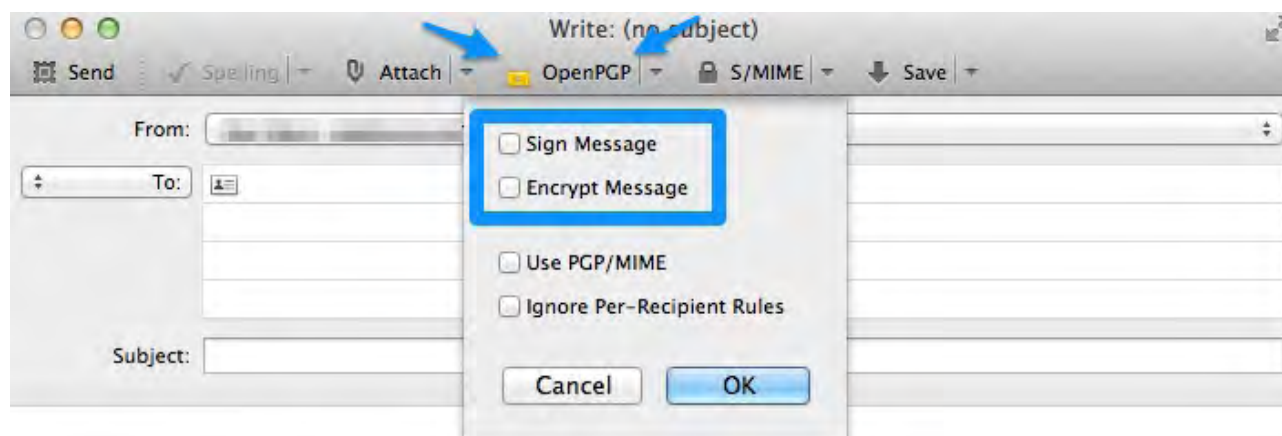 Write: (no subject)
Send Spelling Attach OpenPGP S/MIME Save
From:
To:
Sign Message
Encrypt Message
Use PGP/MIME
Ignore Per-Recipient Rules
Subject:
Cancel OK